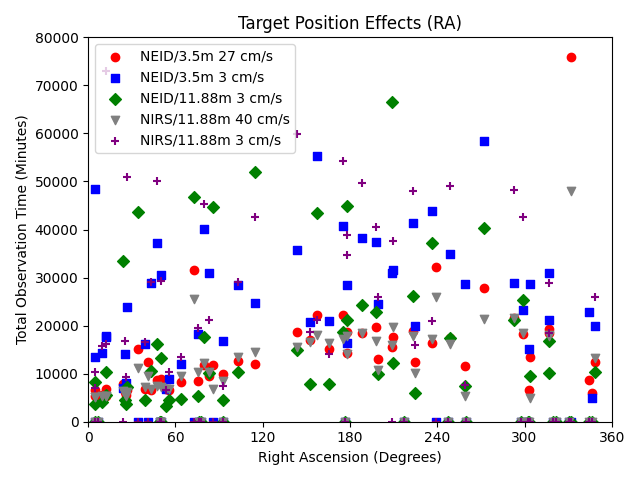 Target Position Effects (RA)
80000
70000
60000
50000
40000
30000
20000
10000
0
Total Observation Time (Minutes)
NEID/3.5m 27 cm/s
NEID/3.5m 3 cm/s
NEID/11.88m 3 cm/s
NIRS/11.88m 40 cm/s
NIRS/11.88m 3 cm/s
0 60 120 180 240 300 360
Right Ascension (Degrees)